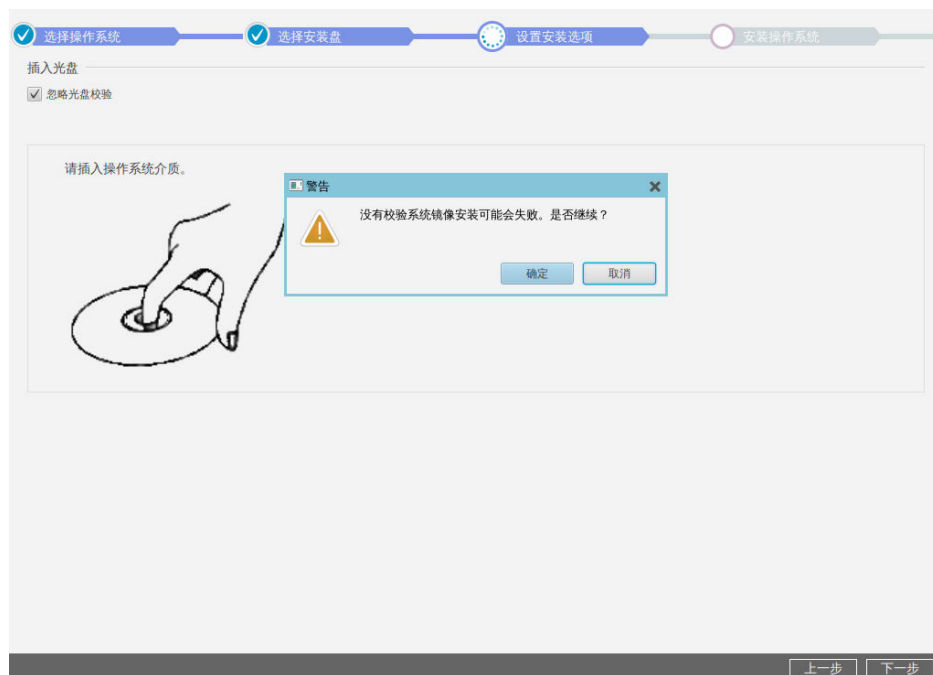 选择操作系统
选择安装盘
设置安装选项
安装操作系统
插入光盘
忽略光盘校验
请插入操作系统介质。
警告
没有校验系统镜像安装可能会失败。是否继续？
确定
取消
上一步
下一步